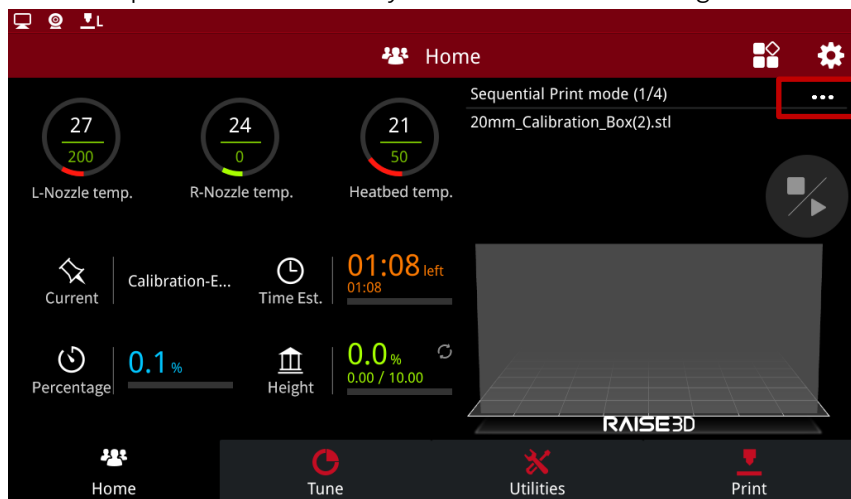 L
Home
Sequential Print mode (1/4)
20mm_Calibration_Box(2).stl
27
200
L-Nozzle temp.
24
0
R-Nozzle temp.
21
50
Heatbed temp.
Current
Calibration-E...
Time Est.
01:08 left
01:08
Percentage
0.1 %
Height
0.0 %
0.00 / 10.00
RAISE3D
Home
Tune
Utilities
Print